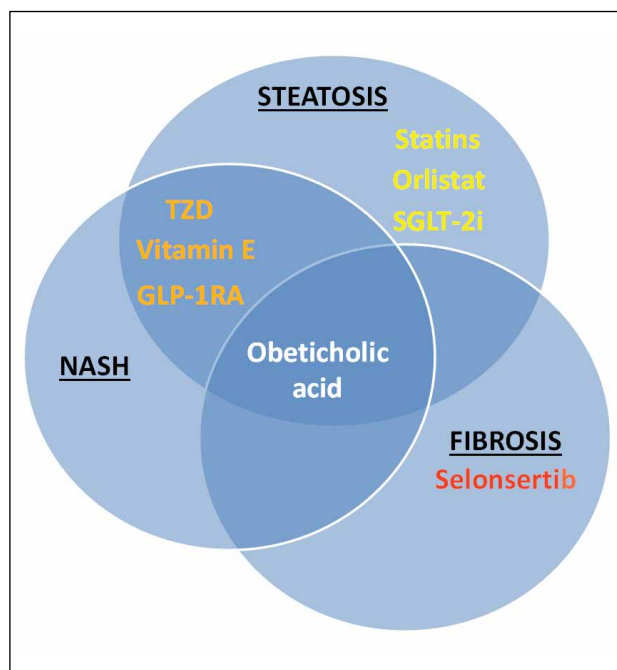 STEATOSIS
Statins
Orlistat
SGLT-2i
TZD
Vitamin E
GLP-1RA
Obeticholic
acid
NASH
FIBROSIS
Selonsertib